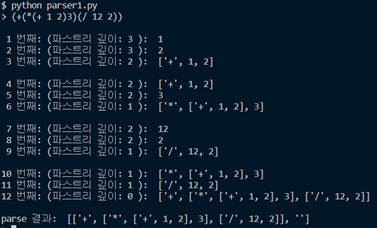 $ python parser1.py
> (+(*(+ 1 2)3)(/ 12 2))
1 번째: (파스트리 깊이: 3 ):  1
2 번째: (파스트리 깊이: 3 ):  2
3 번째: (파스트리 깊이: 2 ):  ['+', 1, 2]
4 번째: (파스트리 깊이: 2 ):  ['+', 1, 2]
5 번째: (파스트리 깊이: 2 ):  3
6 번째: (파스트리 깊이: 1 ):  ['*', ['+', 1, 2], 3]
7 번째: (파스트리 깊이: 2 ):  12
8 번째: (파스트리 깊이: 2 ):  2
9 번째: (파스트리 깊이: 1 ):  ['/', 12, 2]
10 번째: (파스트리 깊이: 1 ):  ['*', ['+', 1, 2], 3]
11 번째: (파스트리 깊이: 1 ):  ['/', 12, 2]
12 번째: (파스트리 깊이: 0 ):  ['+', ['*', ['+', 1, 2], 3], ['/', 12, 2]]
parse 결과:  [['+', ['*', ['+', 1, 2], 3], ['/', 12, 2]], '']